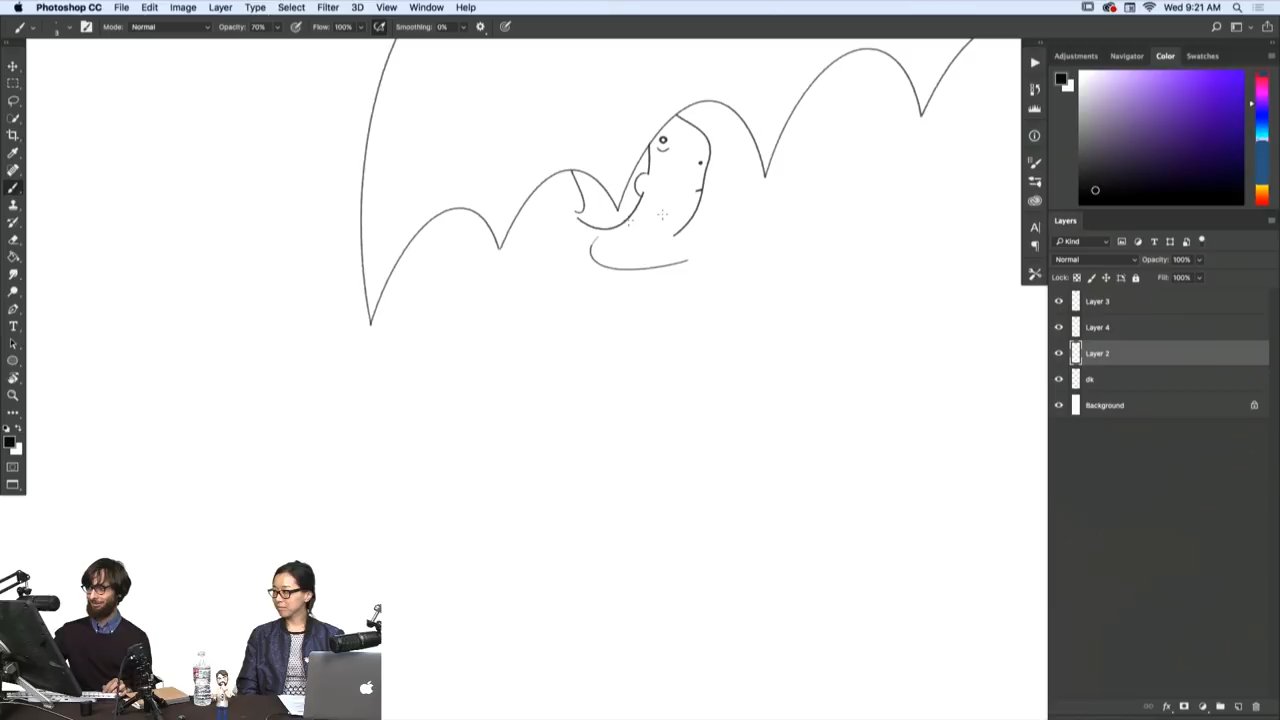 Photoshop CC File Edit Image Layer Type Select Filter 3D View Window Help Wed 9:21 AM
3 Mode: Normal Opacity: 70% Flow: 100% Smoothing: 0%
Adjustments Navigator Color Swatches
Layers
Kind
Normal Opacity: 100%
Lock: Fill: 100%
Layer 3
Layer 4
Layer 2
dk
Background